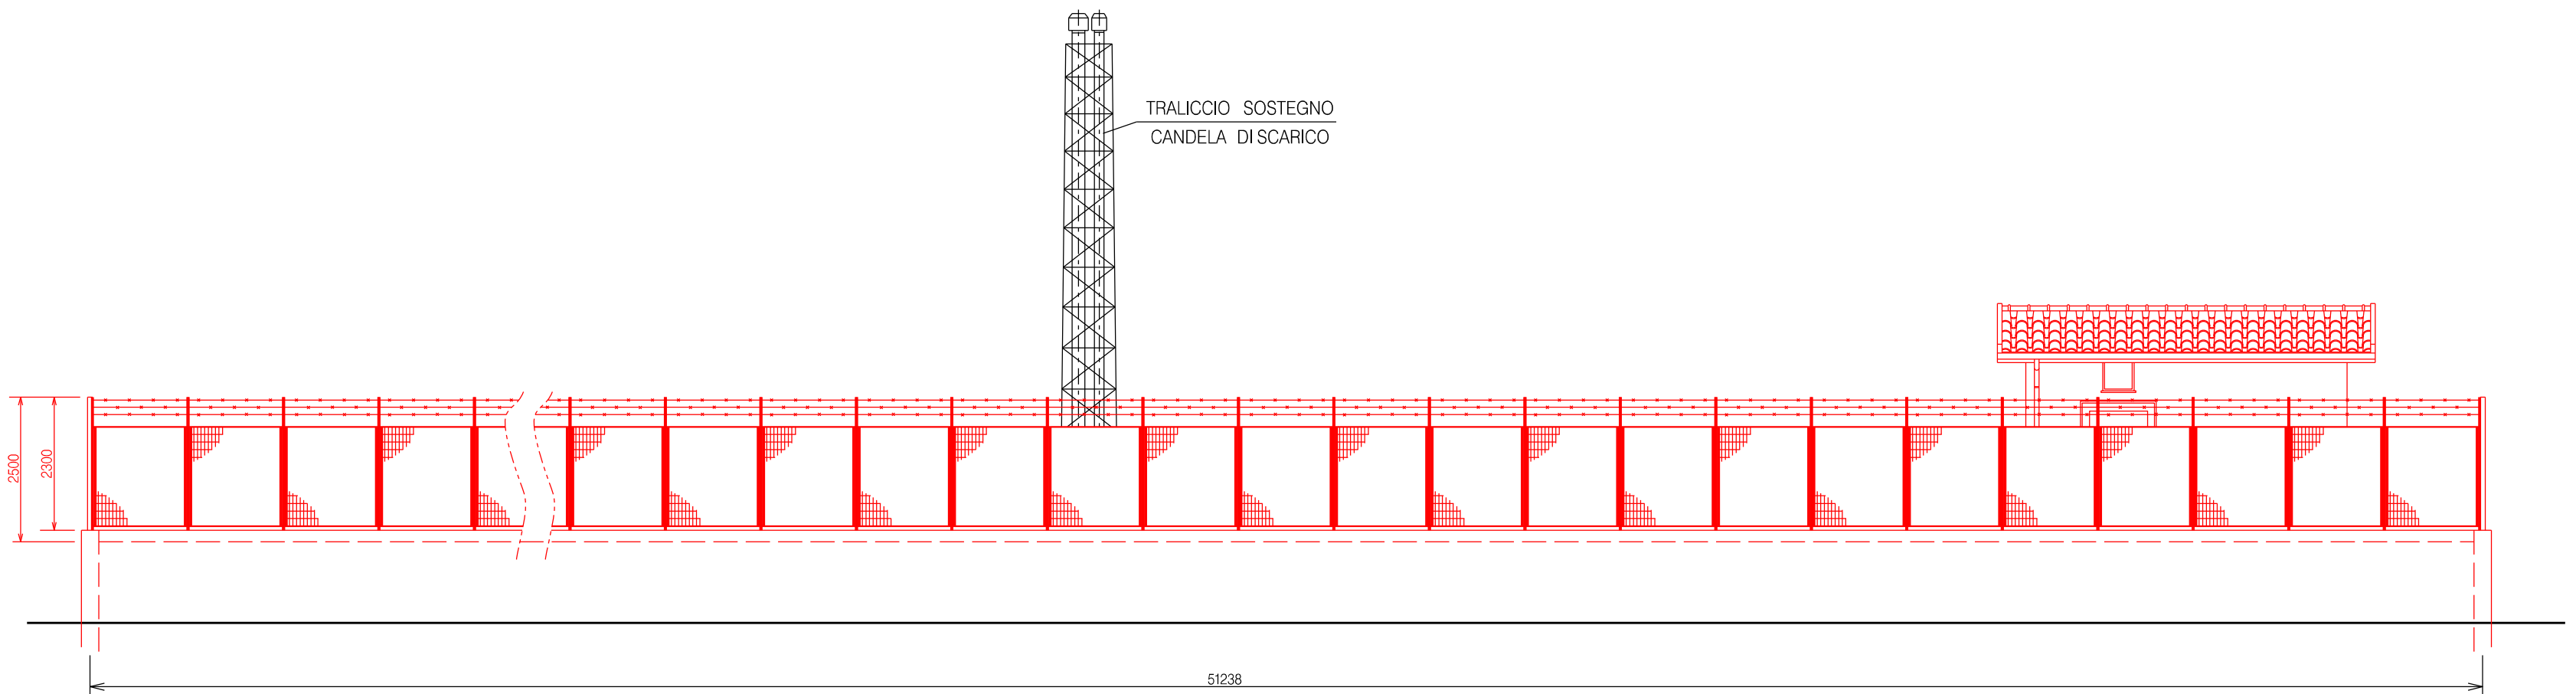 TRALICCIO SOSTEGNO
CANDELA DI SCARICO
2500
2300
51238